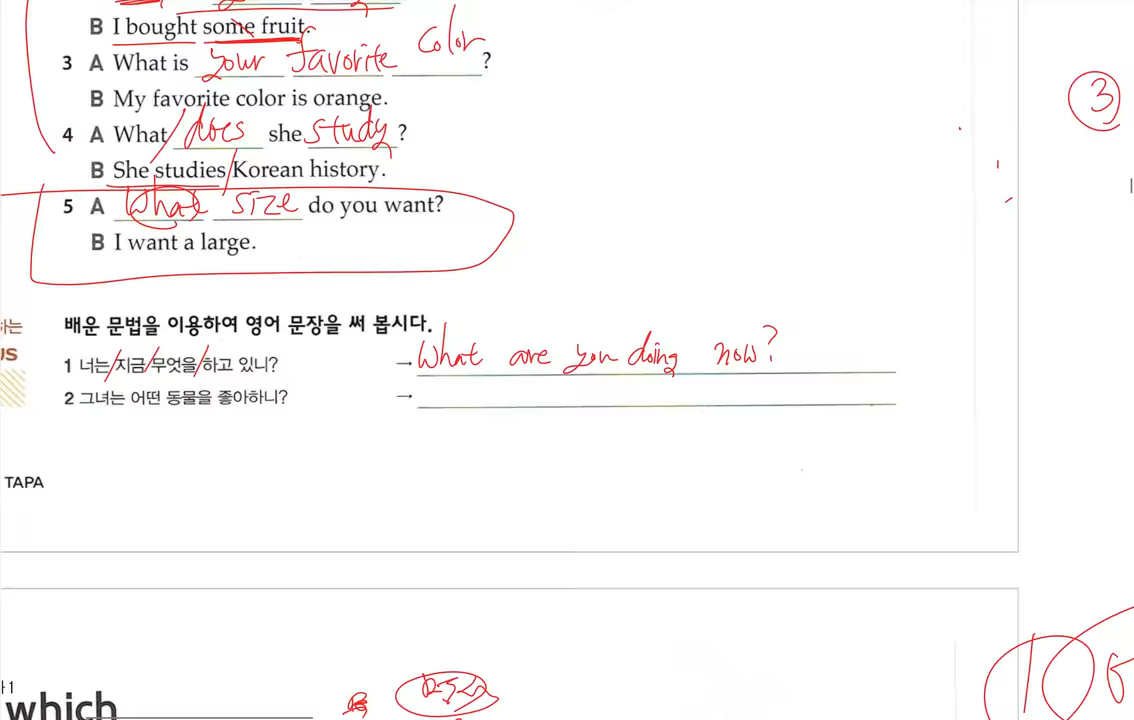 B I bought some fruit.
3 A What is your favorite color ?
B My favorite color is orange.
4 A What does she study ?
B She studies Korean history.
5 A What size do you want?
B I want a large.
3
배운 문법을 이용하여 영어 문장을 써 봅시다.
하는
US
1 너는 지금 무엇을 하고 있니? → What are you doing now?
2 그녀는 어떤 동물을 좋아하니? →
TAPA
which